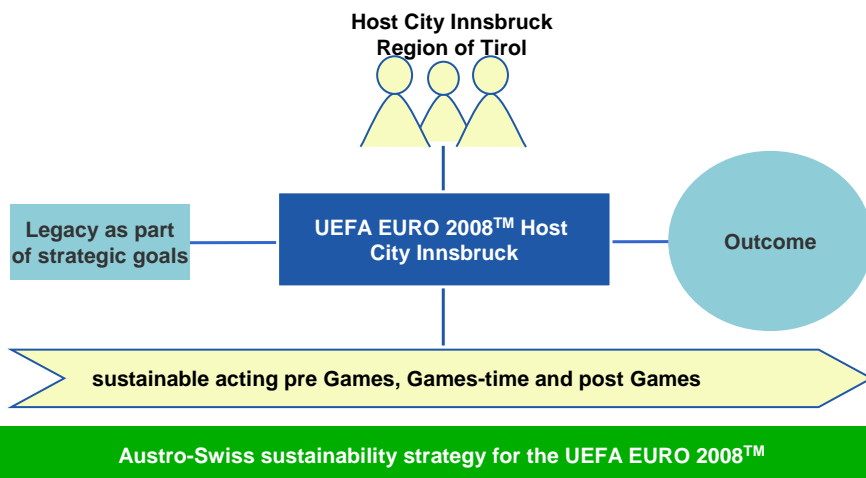 Host City Innsbruck
Region of Tirol
Legacy as part
of strategic goals
UEFA EURO 2008TM Host
City Innsbruck
Outcome
sustainable acting pre Games, Games-time and post Games
Austro-Swiss sustainability strategy for the UEFA EURO 2008TM